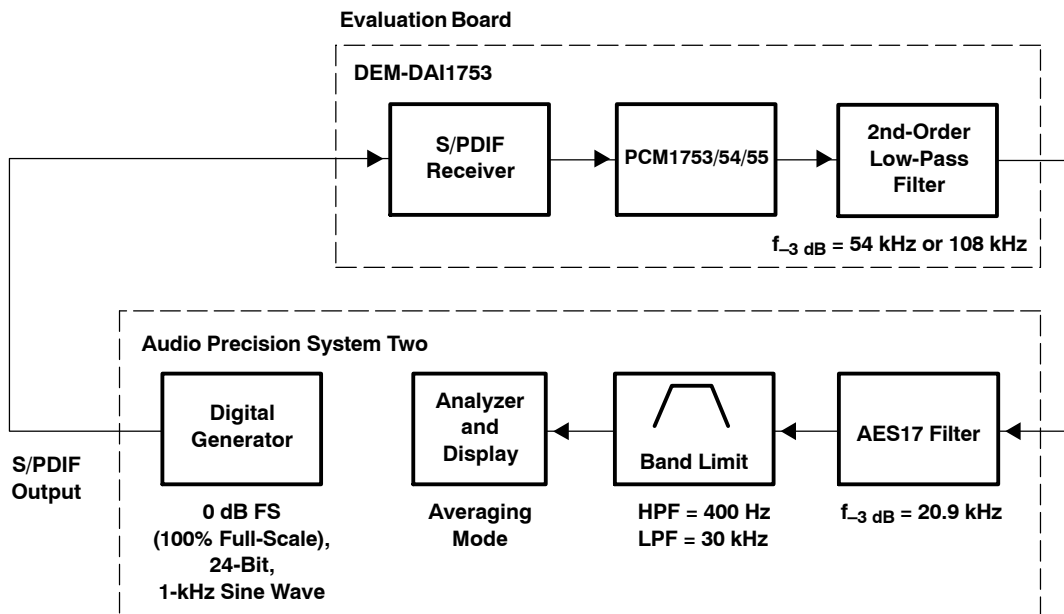 Evaluation Board
DEM-DAI1753
S/PDIF
Receiver
PCM1753/54/55
2nd-Order
Low-Pass
Filter
f–3 dB = 54 kHz or 108 kHz
Audio Precision System Two
Digital
Generator
Analyzer
and
Display
Band Limit
AES17 Filter
S/PDIF
Output
0 dB FS
(100% Full-Scale),
24-Bit,
1-kHz Sine Wave
Averaging
Mode
HPF = 400 Hz
LPF = 30 kHz
f–3 dB = 20.9 kHz